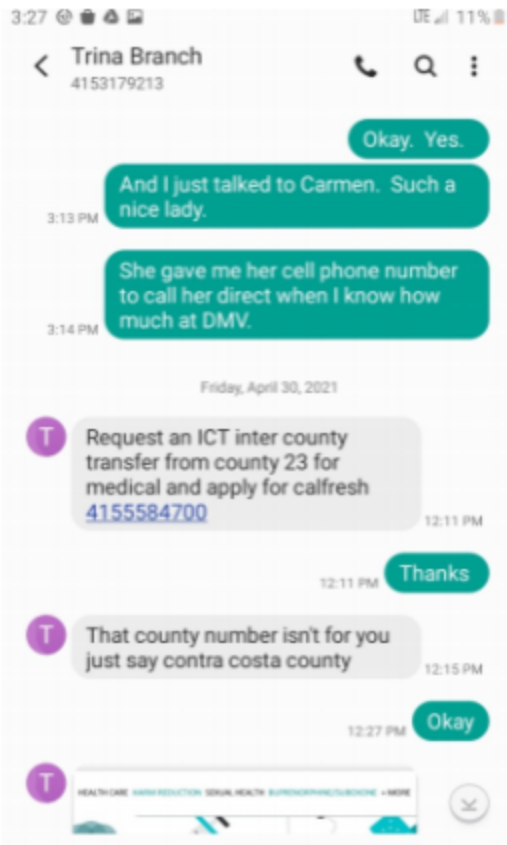 3:27 LTE 11%
Trina Branch
4153179213
Okay. Yes.
And I just talked to Carmen. Such a
nice lady.
3:13 PM
She gave me her cell phone number
to call her direct when I know how
much at DMV.
3:14 PM
Friday, April 30, 2021
T
Request an ICT inter county
transfer from county 23 for
medical and apply for calfresh
4155584700
12:11 PM
Thanks
12:11 PM
T
That county number isn't for you
just say contra costa county
12:15 PM
Okay
12:27 PM
T
HEALTH CARE HARM REDUCTION SEXUAL HEALTH BUPRENORPHINE/SUBOXONE + MORE